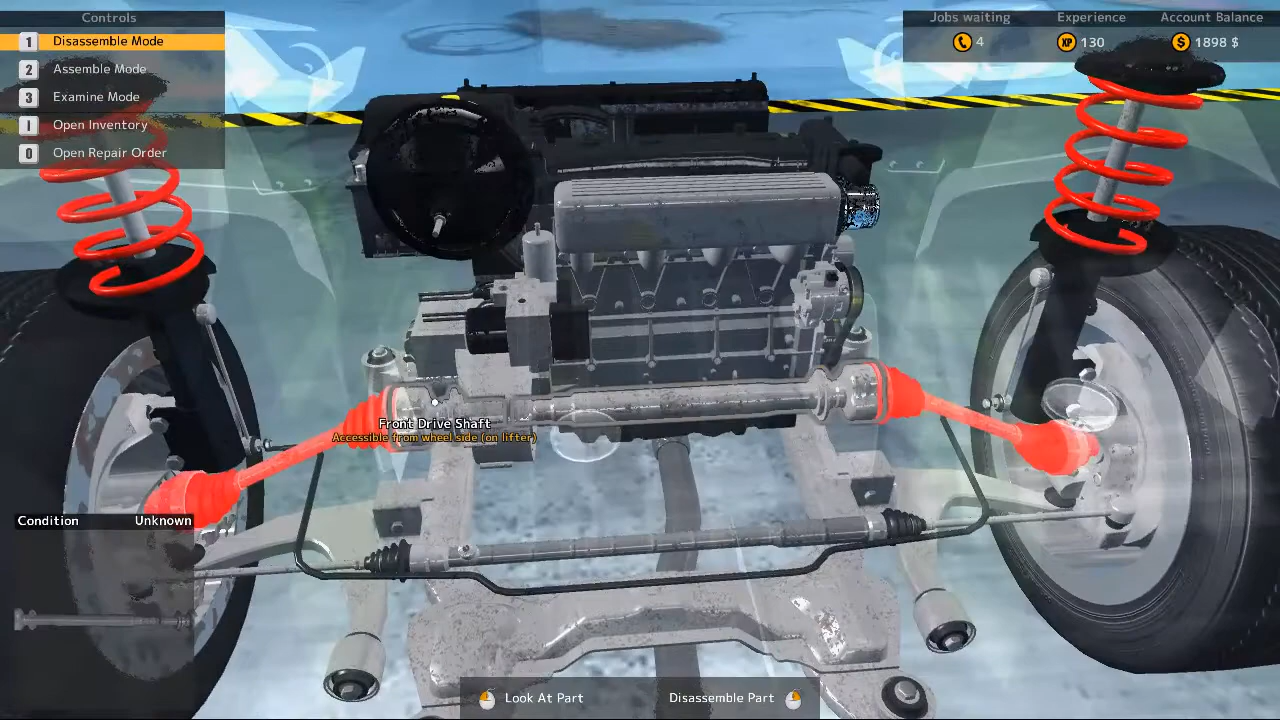 Controls
1 Disassemble Mode
2 Assemble Mode
3 Examine Mode
I Open Inventory
O Open Repair Order
Jobs waiting Experience Account Balance
4 XP 130 $ 1898 $
Front Drive Shaft
Accessible from wheel side (on lifter)
Condition Unknown
Look At Part Disassemble Part